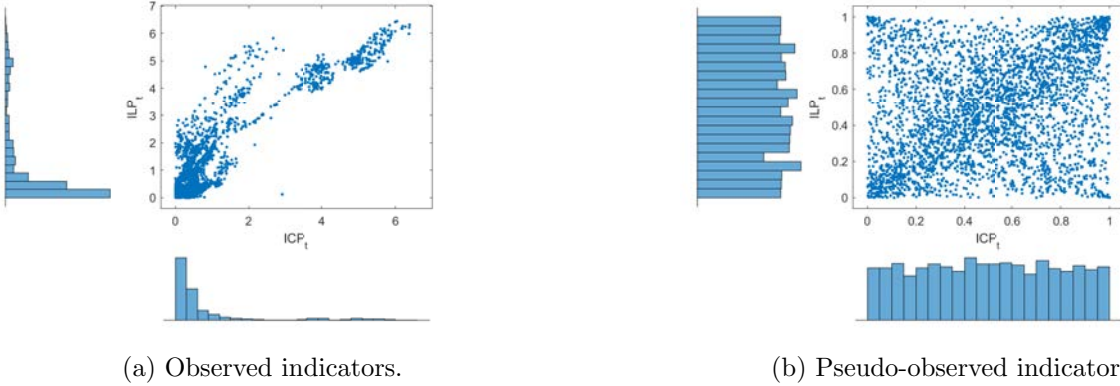 7
6
5
4
3
2
1
0
ILP_t
0 2 4 6
ICP_t
(a) Observed indicators.
1
0.8
0.6
0.4
0.2
0
ILP_t
0 0.2 0.4 0.6 0.8 1
ICP_t
(b) Pseudo-observed indicator